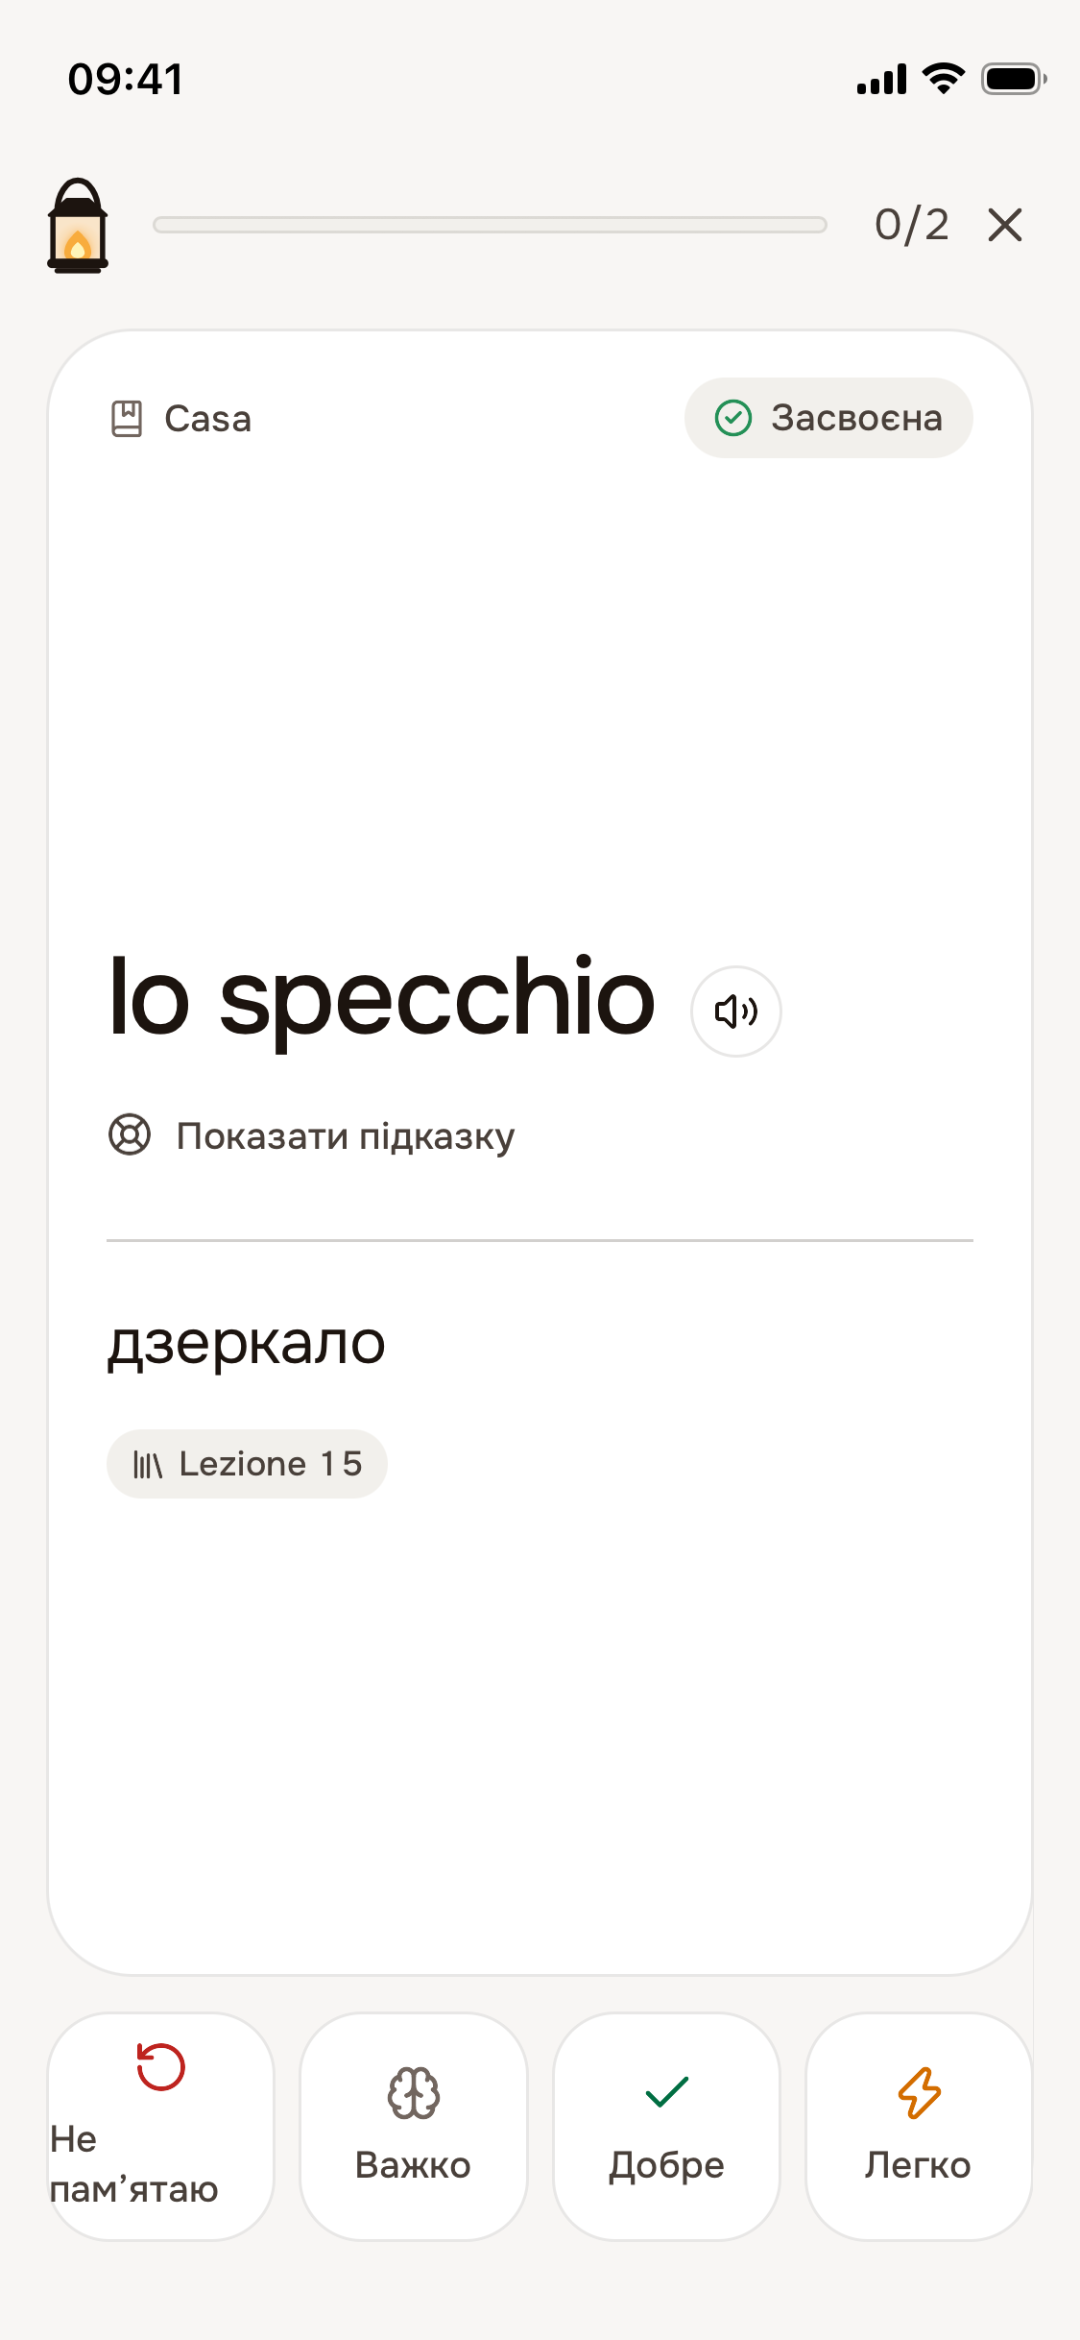 09:41
0/2
Casa
Засвоєна
lo specchio
Показати підказку
дзеркало
Lezione 15
Не
пам’ятаю
Важко
Добре
Легко